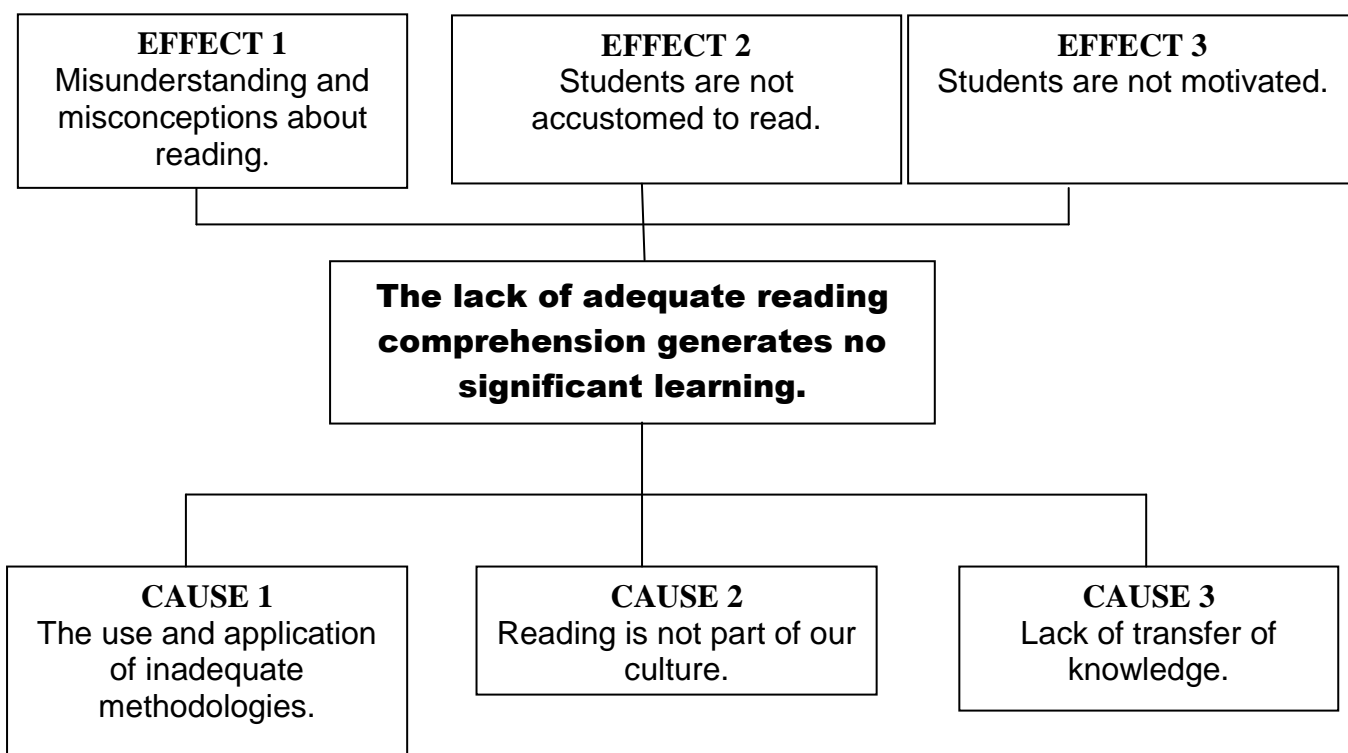 EFFECT 1
Misunderstanding and
misconceptions about
reading.
EFFECT 2
Students are not
accustomed to read.
EFFECT 3
Students are not motivated.
The lack of adequate reading
comprehension generates no
significant learning.
CAUSE 1
The use and application
of inadequate
methodologies.
CAUSE 2
Reading is not part of our
culture.
CAUSE 3
Lack of transfer of
knowledge.